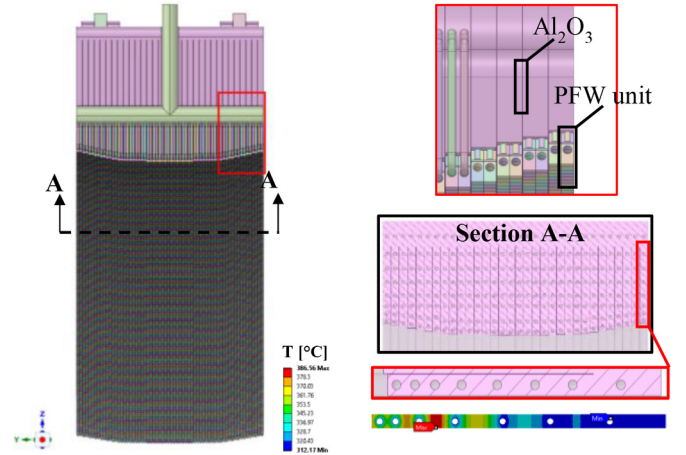 Al₂O₃
PFW unit
A
A
Section A-A
T [°C]
386.56 Max
378.3
370.03
361.76
353.5
345.23
336.97
328.7
320.43
312.17 Min
Z
Y
Max
Min